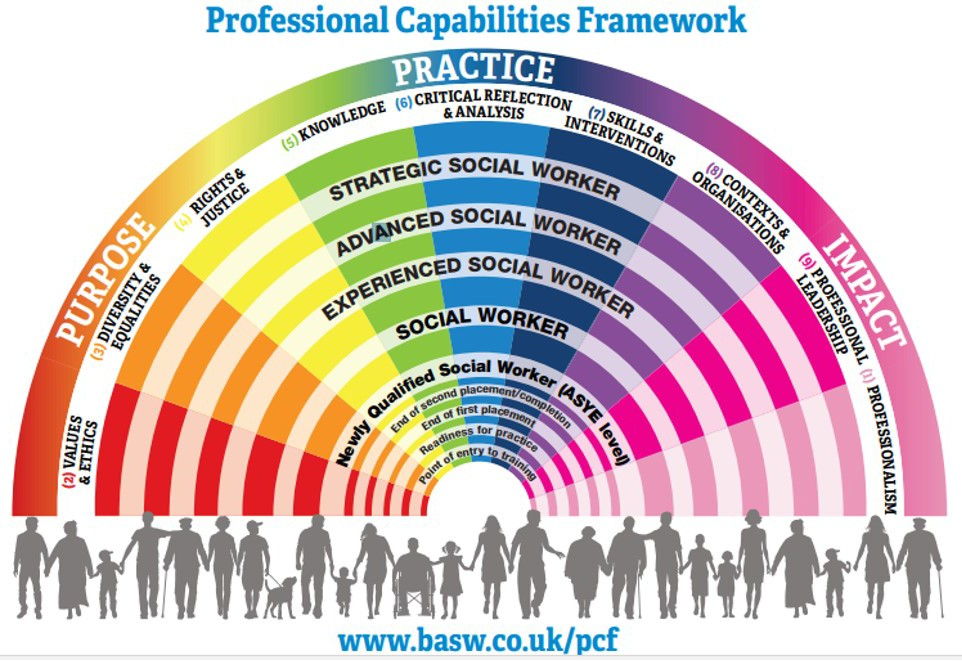 Professional Capabilities Framework
PURPOSE
PRACTICE
IMPACT
(2) VALUES
& ETHICS
(3) DIVERSITY &
EQUALITIES
(4) RIGHTS &
JUSTICE
(5) KNOWLEDGE
(6) CRITICAL REFLECTION
& ANALYSIS
(7) SKILLS &
INTERVENTIONS
(8) CONTEXTS &
ORGANISATIONS
(9) PROFESSIONAL
LEADERSHIP
(1) PROFESSIONALISM
STRATEGIC SOCIAL WORKER
ADVANCED SOCIAL WORKER
EXPERIENCED SOCIAL WORKER
SOCIAL WORKER
Newly Qualified Social Worker (ASYE level)
End of second placement/completion
End of first placement
Readiness for practice
Point of entry to training
www.basw.co.uk/pcf